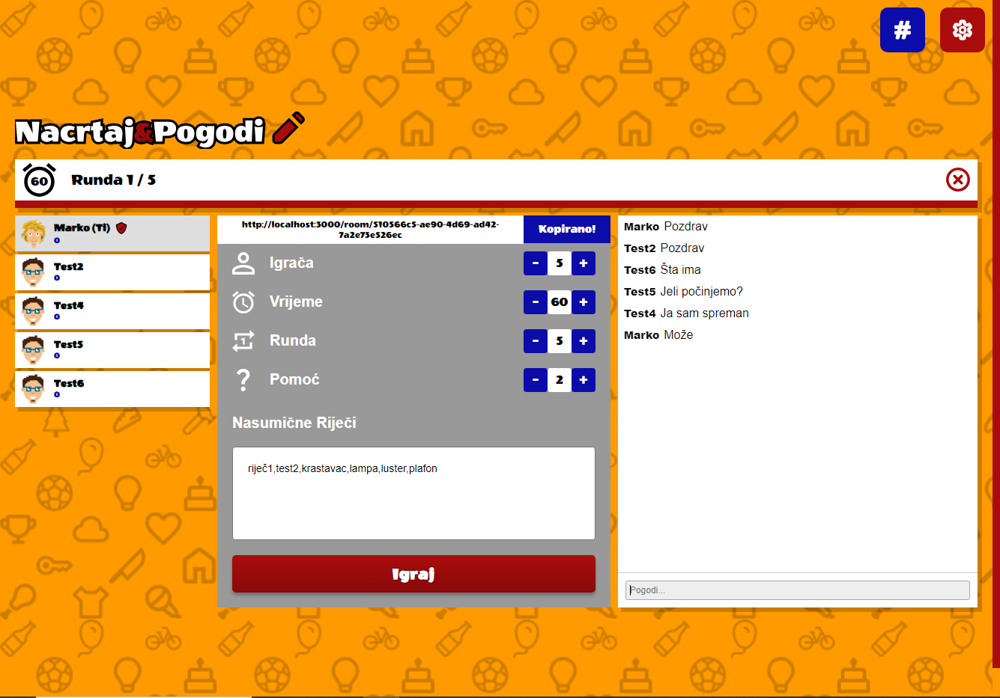 #
Nacrtaj&Pogodi
60
Runda 1 / 5
Marko (Ti)
0
Test2
0
Test4
0
Test5
0
Test6
0
http://localhost:3000/room/510566c5-ae90-4d69-ad42-
7a2e73e526ec
Kopirano!
Igrača
- 5 +
Vrijeme
- 60 +
1
Runda
- 5 +
?
Pomoć
- 2 +
Nasumične Riječi
riječ1,test2,krastavac,lampa,luster,plafon
Igraj
Marko Pozdrav
Test2 Pozdrav
Test6 Šta ima
Test5 Jeli počinjemo?
Test4 Ja sam spreman
Marko Može
Pogodi...